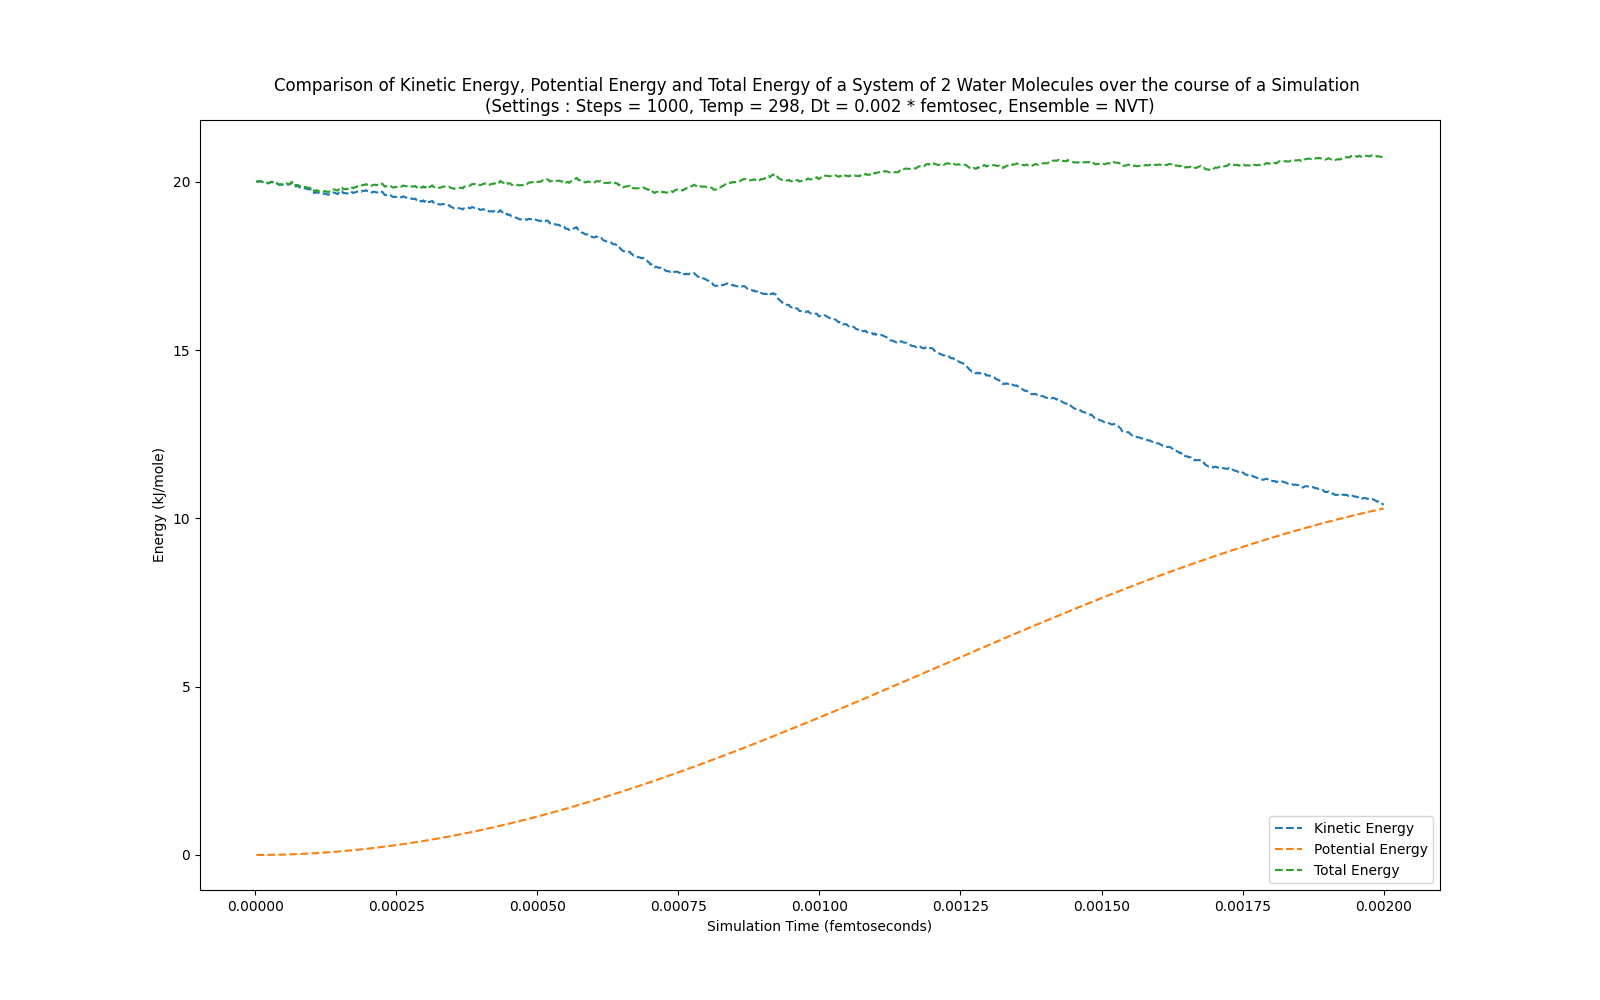 Comparison of Kinetic Energy, Potential Energy and Total Energy of a System of 2 Water Molecules over the course of a Simulation
(Settings : Steps = 1000, Temp = 298, Dt = 0.002 * femtosec, Ensemble = NVT)
Energy (kJ/mole)
20
15
10
5
0
Kinetic Energy
Potential Energy
Total Energy
0.00000 0.00025 0.00050 0.00075 0.00100 0.00125 0.00150 0.00175 0.00200
Simulation Time (femtoseconds)